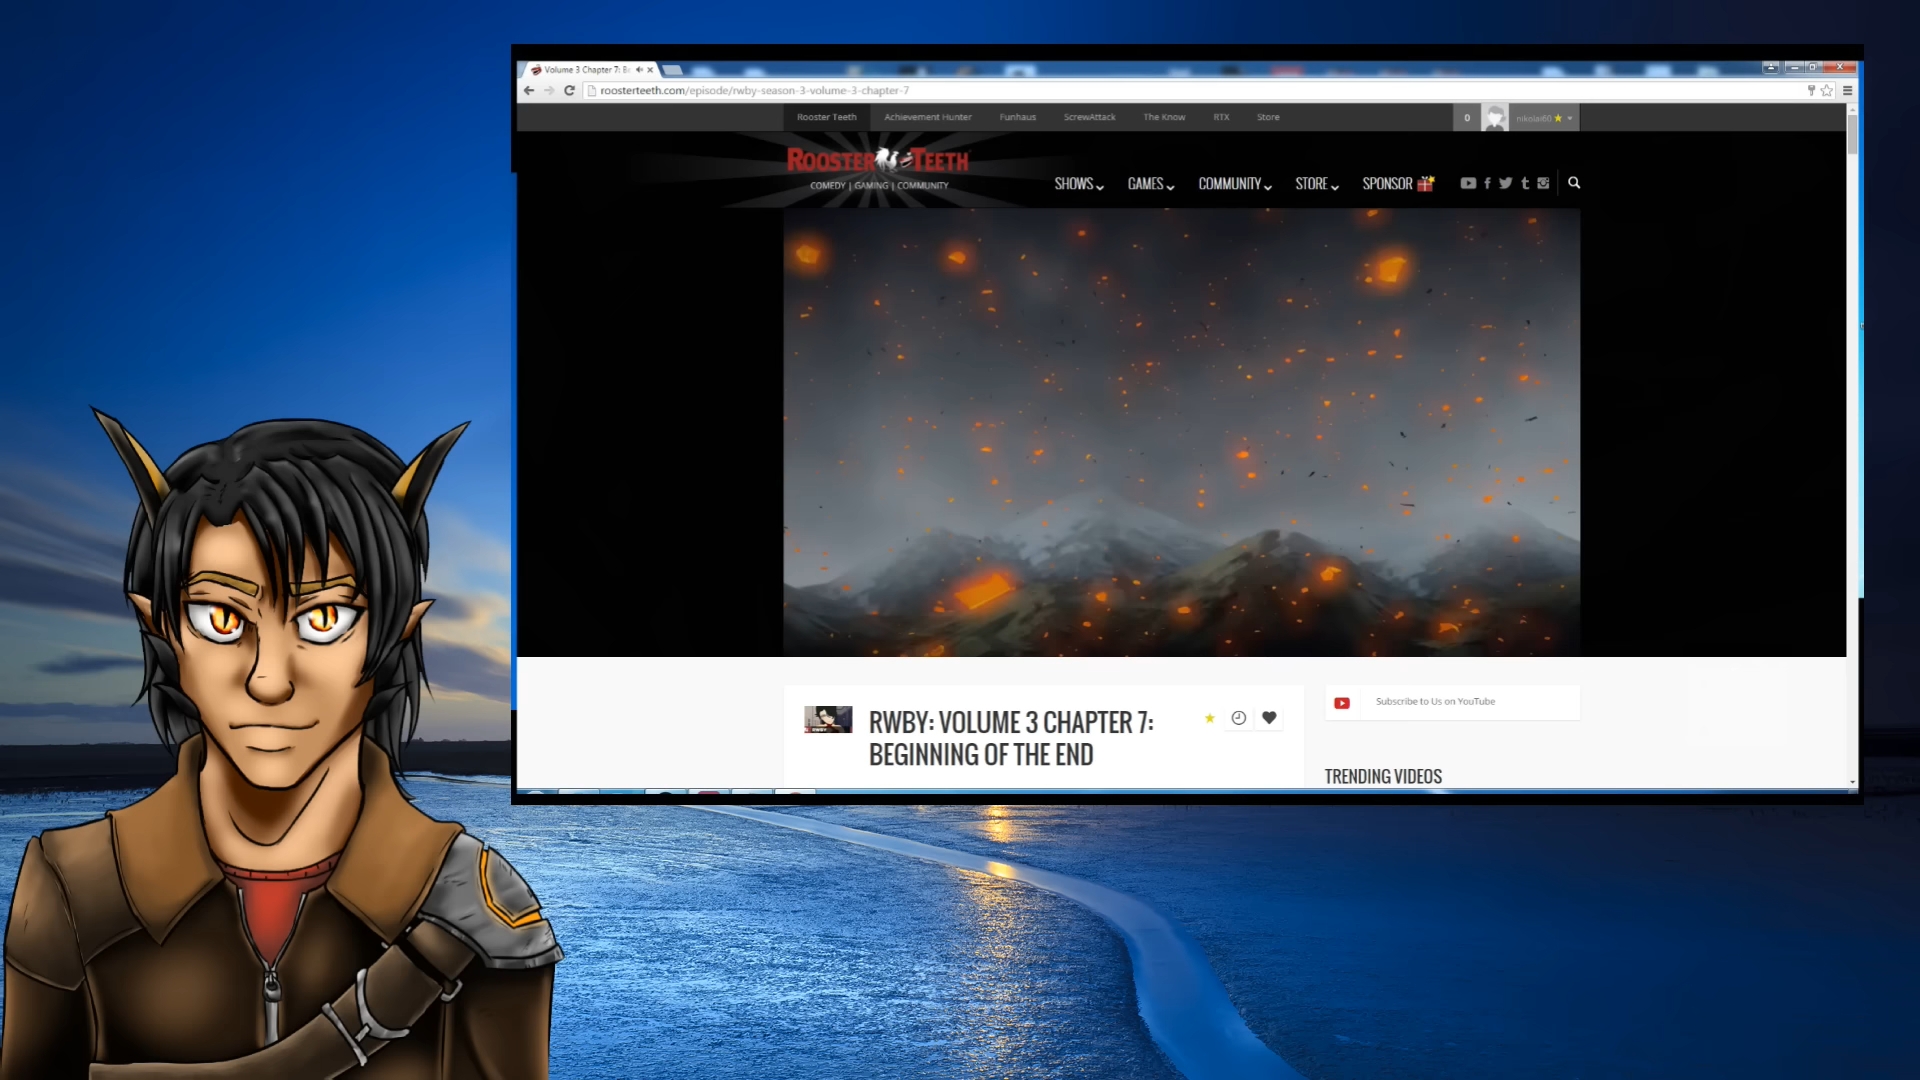 Volume 3 Chapter 7: Be
roosterteeth.com/episode/rwby-season-3-volume-3-chapter-7
Rooster Teeth Achievement Hunter Funhaus ScrewAttack The Know RTX Store 0 nikolai60
ROOSTER TEETH
COMEDY | GAMING | COMMUNITY
SHOWS GAMES COMMUNITY STORE SPONSOR
RWBY: VOLUME 3 CHAPTER 7:
BEGINNING OF THE END
Subscribe to Us on YouTube
TRENDING VIDEOS